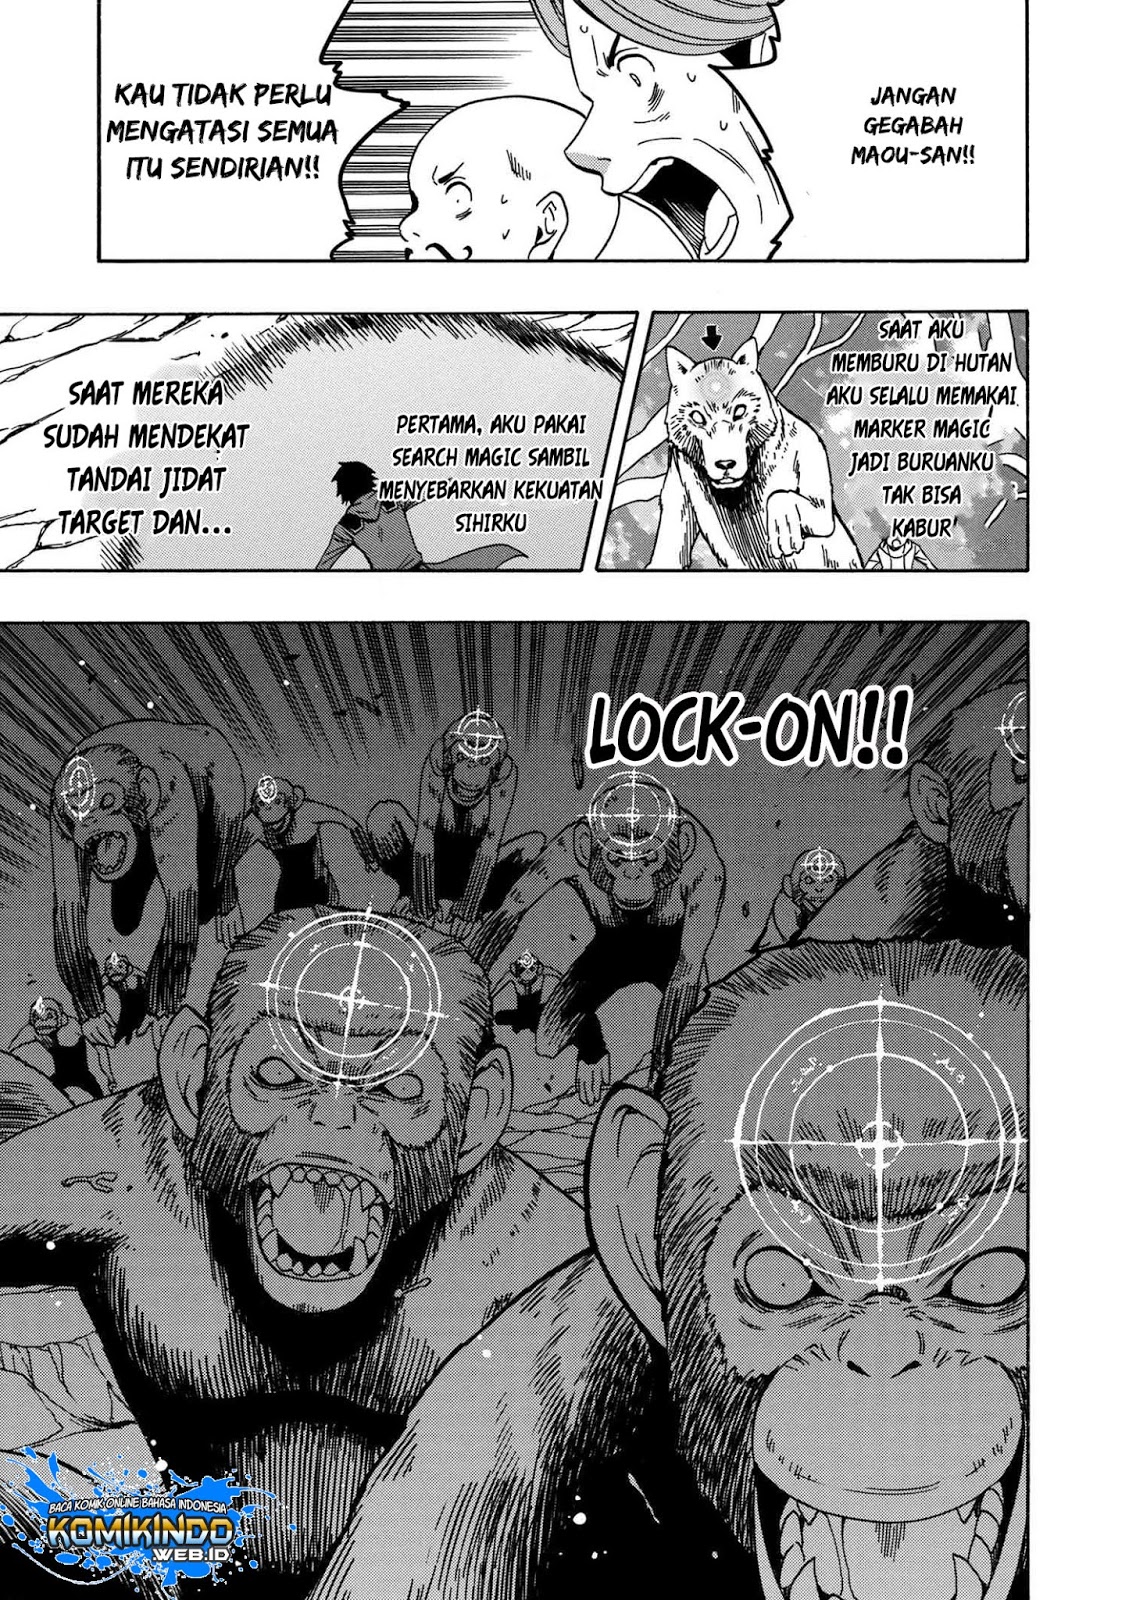 JANGAN
GEGABAH
MAOU-SAN!!
KAU TIDAK PERLU
MENGATASI SEMUA
ITU SENDIRIAN!!
SAAT AKU
MEMBURU DI HUTAN
AKU SELALU MEMAKAI
MARKER MAGIC
JADI BURUANKU
TAK BISA
KABUR'
PERTAMA, AKU PAKAI
SEARCH MAGIC SAMBIL
MENYEBARKAN KEKUATAN
SIHIRKU
SAAT MEREKA
SUDAH MENDEKAT
TANDAI JIDAT
TARGET DAN...
LOCK-ON!!
BACA KOMIK ONLINE BAHASA INDONESIA
KOMIKINDO
WEB.ID